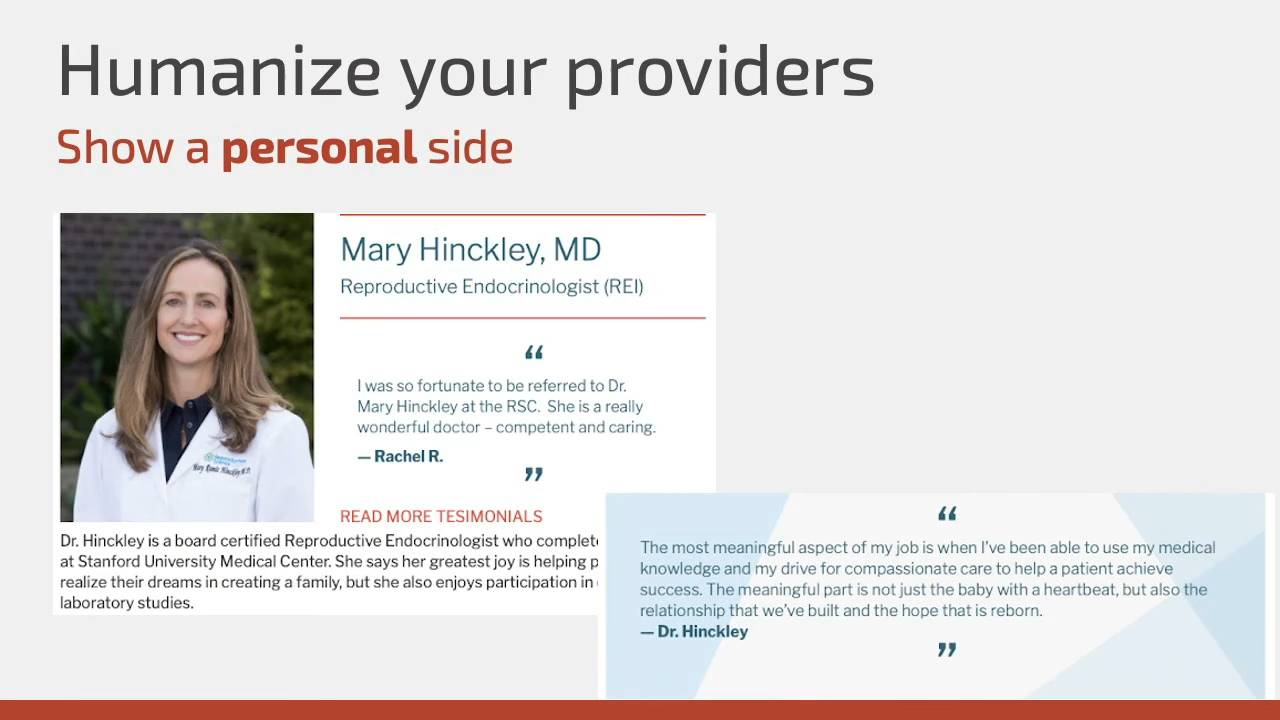 Humanize your providers
Show a personal side
Mary Hinckley, MD
Reproductive Endocrinologist (REI)
“
I was so fortunate to be referred to Dr.
Mary Hinckley at the RSC. She is a really
wonderful doctor – competent and caring.
— Rachel R.
”
READ MORE TESIMONIALS
Dr. Hinckley is a board certified Reproductive Endocrinologist who complete
at Stanford University Medical Center. She says her greatest joy is helping p
realize their dreams in creating a family, but she also enjoys participation in
laboratory studies.
“
The most meaningful aspect of my job is when I’ve been able to use my medical
knowledge and my drive for compassionate care to help a patient achieve
success. The meaningful part is not just the baby with a heartbeat, but also the
relationship that we’ve built and the hope that is reborn.
— Dr. Hinckley
”